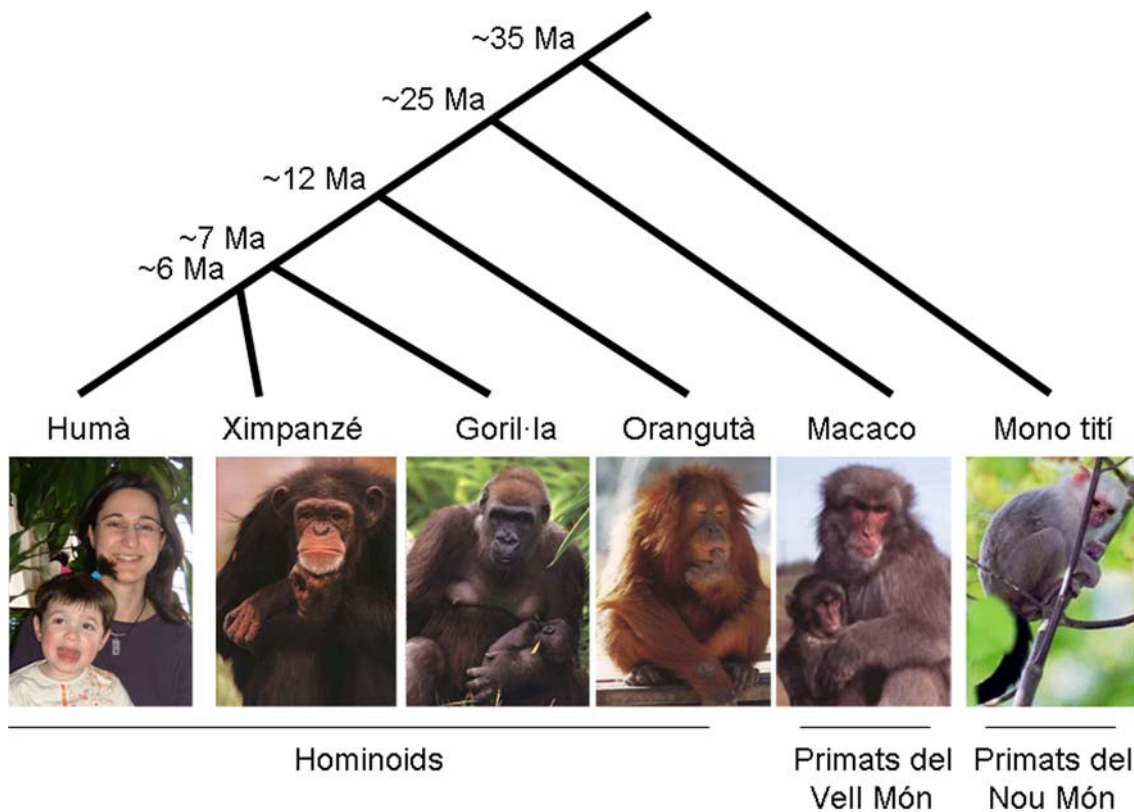 ~35 Ma
~25 Ma
~12 Ma
~7 Ma
~6 Ma
Humà
Ximpanzé
Goril·la
Orangutà
Macaco
Mono tití
Hominoids
Primats del
Vell Món
Primats del
Nou Món